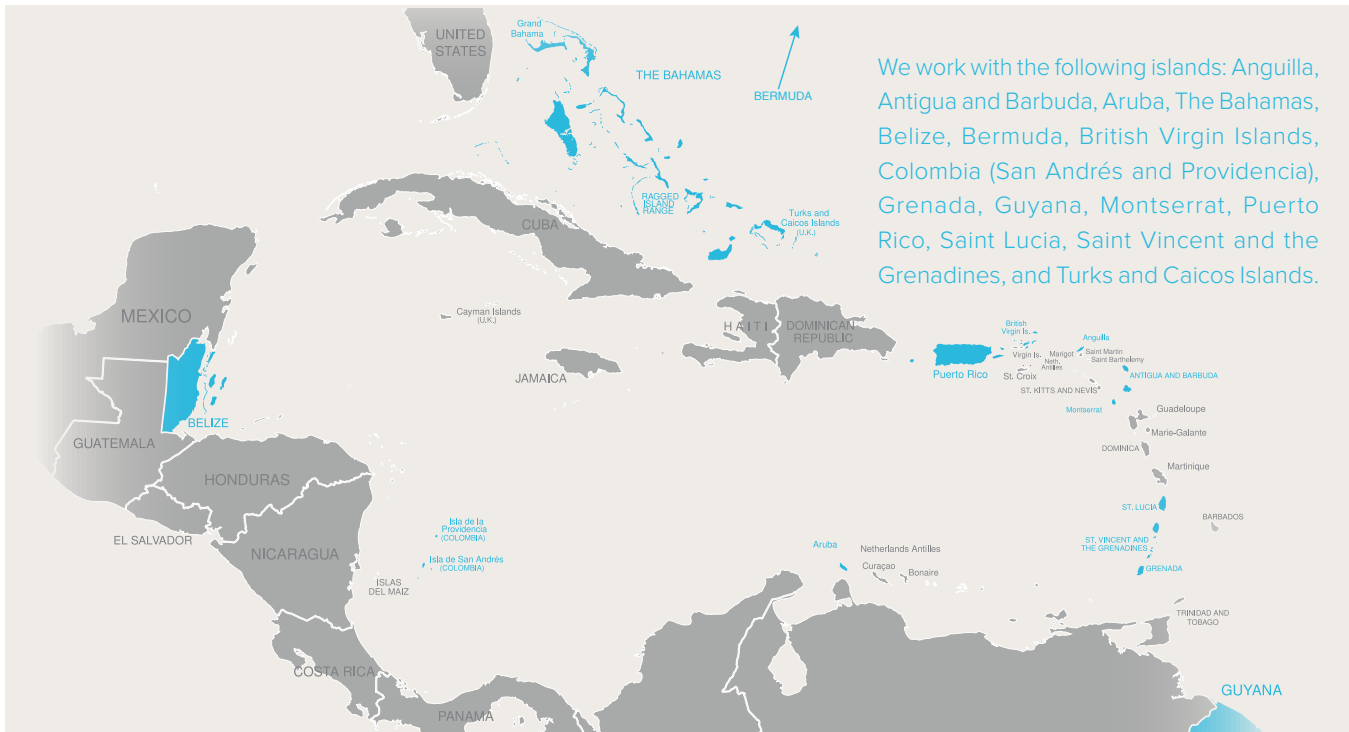 We work with the following islands: Anguilla,
Antigua and Barbuda, Aruba, The Bahamas,
Belize, Bermuda, British Virgin Islands,
Colombia (San Andrés and Providencia),
Grenada, Guyana, Montserrat, Puerto
Rico, Saint Lucia, Saint Vincent and the
Grenadines, and Turks and Caicos Islands.
UNITED
STATES
Grand
Bahama
THE BAHAMAS
BERMUDA
RAGGED
ISLAND
RANGE
CUBA
Turks and
Caicos Islands
(U.K.)
MEXICO
Cayman Islands
(U.K.)
HAITI
DOMINICAN
REPUBLIC
JAMAICA
Puerto Rico
British
Virgin Is.
Virgin Is.
St. Croix
Anguilla
Marigot
Neth.
Antilles
Saint Martin
Saint Barthelemy
ANTIGUA AND BARBUDA
ST. KITTS AND NEVIS
Montserrat
Guadeloupe
Marie-Galante
DOMINICA
Martinique
BELIZE
GUATEMALA
HONDURAS
EL SALVADOR
NICARAGUA
Isla de la
Providencia
(COLOMBIA)
Isla de San Andrés
(COLOMBIA)
ISLAS
DEL MAIZ
ST. LUCIA
BARBADOS
ST. VINCENT AND
THE GRENADINES
GRENADA
Aruba
Netherlands Antilles
Curaçao
Bonaire
TRINIDAD AND
TOBAGO
COSTA RICA
PANAMA
GUYANA